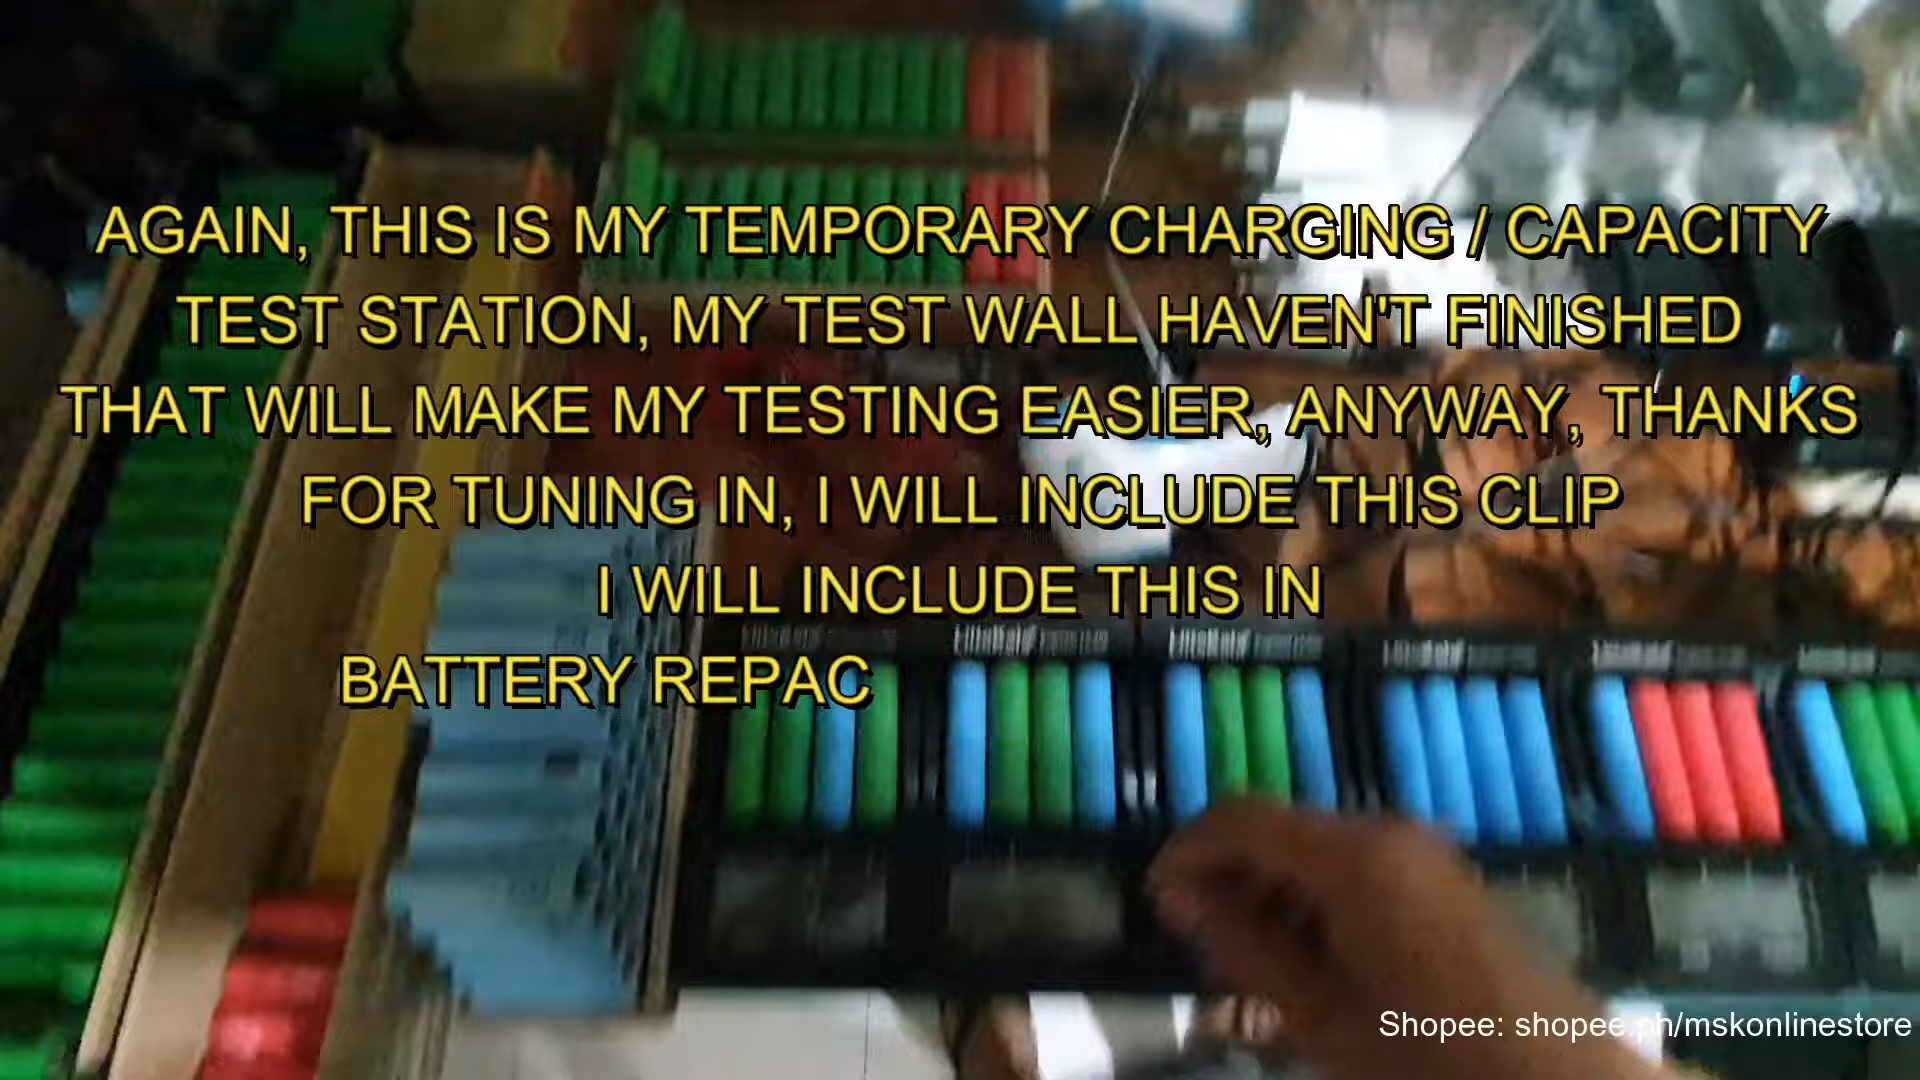 AGAIN, THIS IS MY TEMPORARY CHARGING / CAPACITY
TEST STATION, MY TEST WALL HAVEN'T FINISHED
THAT WILL MAKE MY TESTING EASIER, ANYWAY, THANKS
FOR TUNING IN, I WILL INCLUDE THIS CLIP
I WILL INCLUDE THIS IN
BATTERY REPAC
Shopee: shopee.ph/mskonlinestore